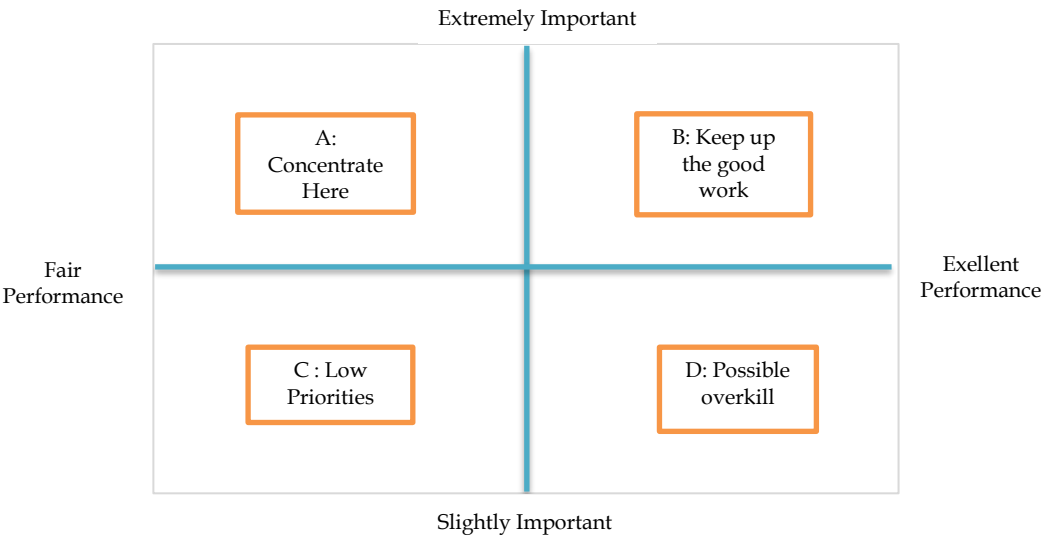 Extremely Important
A:
Concentrate
Here
B: Keep up
the good
work
Fair
Performance
Exellent
Performance
C : Low
Priorities
D: Possible
overkill
Slightly Important